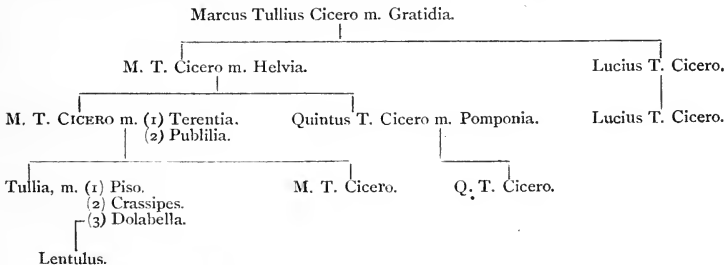 Marcus Tullius Cicero m. Gratidia.
M. T. Cicero m. Helvia. Lucius T. Cicero.
M. T. CICERO m. (1) Terentia. Quintus T. Cicero m. Pomponia. Lucius T. Cicero.
(2) Publilia.
Tullia, m. (1) Piso. M. T. Cicero. Q. T. Cicero.
(2) Crassipes.
(3) Dolabella.
Lentulus.